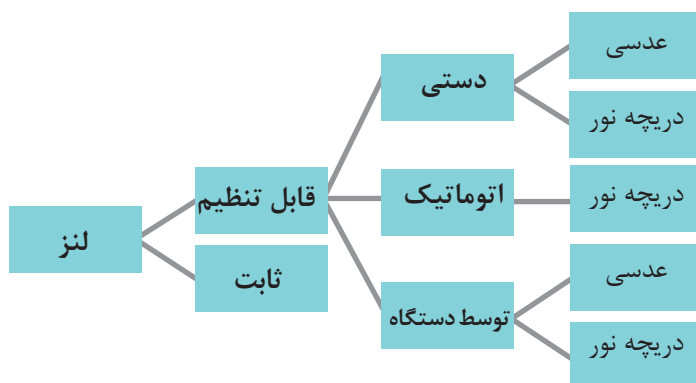 لنز
قابل تنظیم
ثابت
دستی
اتوماتیک
توسط دستگاه
عدسی
دریچه نور
دریچه نور
عدسی
دریچه نور